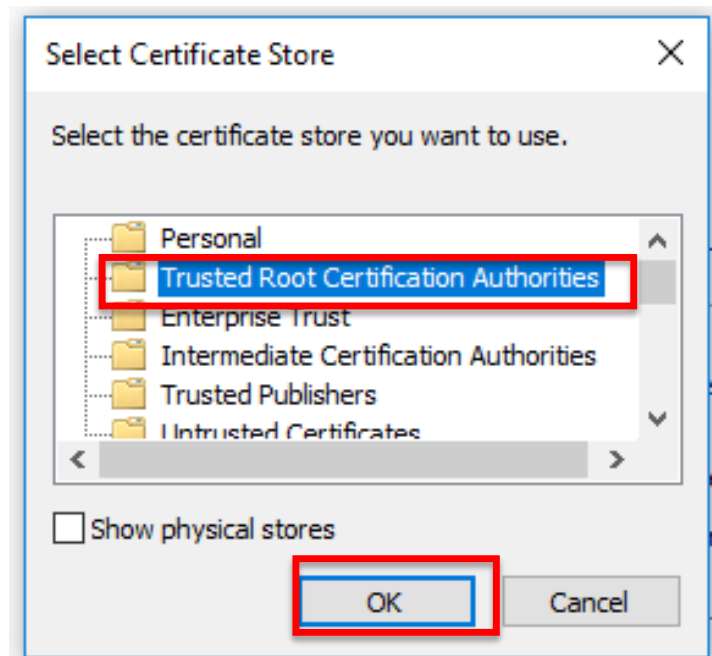 Select Certificate Store
Select the certificate store you want to use.
Personal
Trusted Root Certification Authorities
Enterprise Trust
Intermediate Certification Authorities
Trusted Publishers
Untrusted Certificates
Show physical stores
OK
Cancel